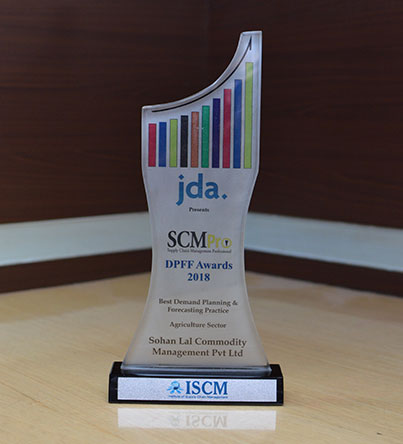 jda.
Presents
SCMPro
Supply Chain Management Professional
DPFF Awards
2018
Best Demand Planning &
Forecasting Practice
Agriculture Sector
Sohan Lal Commodity
Management Pvt Ltd
ISCM
Institute of Supply Chain Management